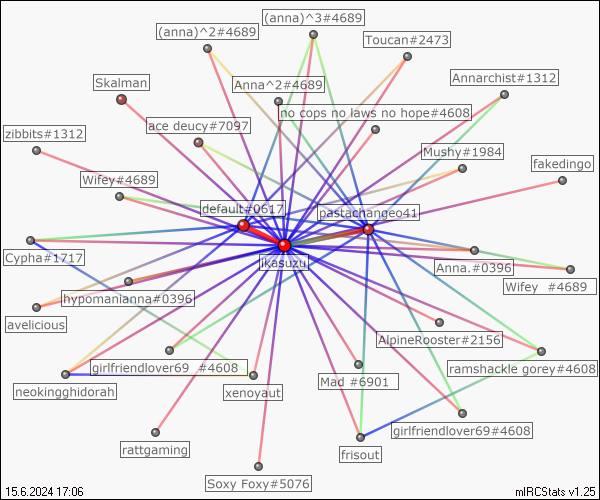 (anna)^2#4689
(anna)^3#4689
Toucan#2473
Skalman
Anna^2#4689
Annarchist#1312
zibbits#1312
ace deucy#7097
no cops no laws no hope#4608
Mushy#1984
fakedingo
Wifey#4689
default#0617
pastachangeo41
Cypha#1717
jkasuzu
Anna.#0396
Wifey #4689
hypomanianna#0396
avelicious
AlpineRooster#2156
girlfriendlover69 #4608
ramshackle gorey#4608
neokingghidorah
xenoyaut
Mad #6901
rattgaming
girlfriendlover69#4608
frisout
Soxy Foxy#5076
15.6.2024 17:06
mIRCStats v1.25